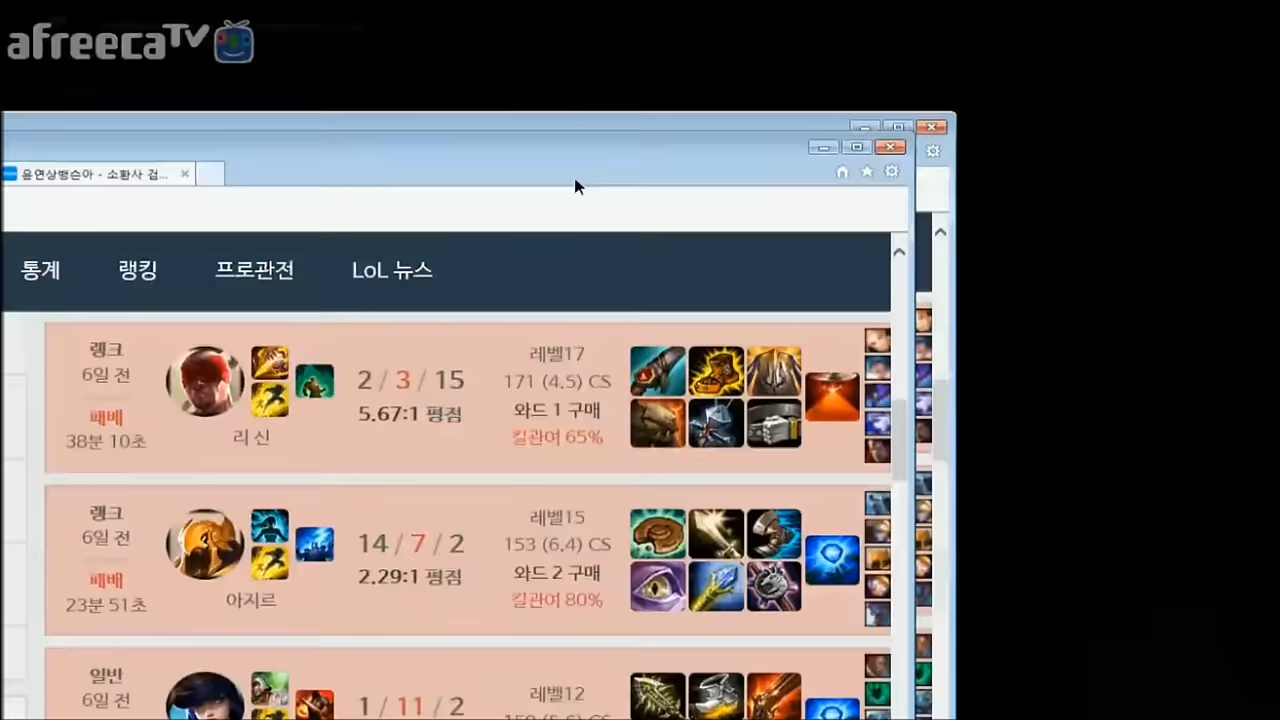 afreecaTV
윤연상뱅슨아 - 소환사 검...
통계 랭킹 프로관전 LoL 뉴스
랭크
6일 전
패배
38분 10초
리 신
2 / 3 / 15
5.67:1 평점
레벨17
171 (4.5) CS
와드 1 구매
킬관여 65%
랭크
6일 전
패배
23분 51초
아지르
14 / 7 / 2
2.29:1 평점
레벨15
153 (6.4) CS
와드 2 구매
킬관여 80%
일반
6일 전
1 / 11 / 2
레벨12